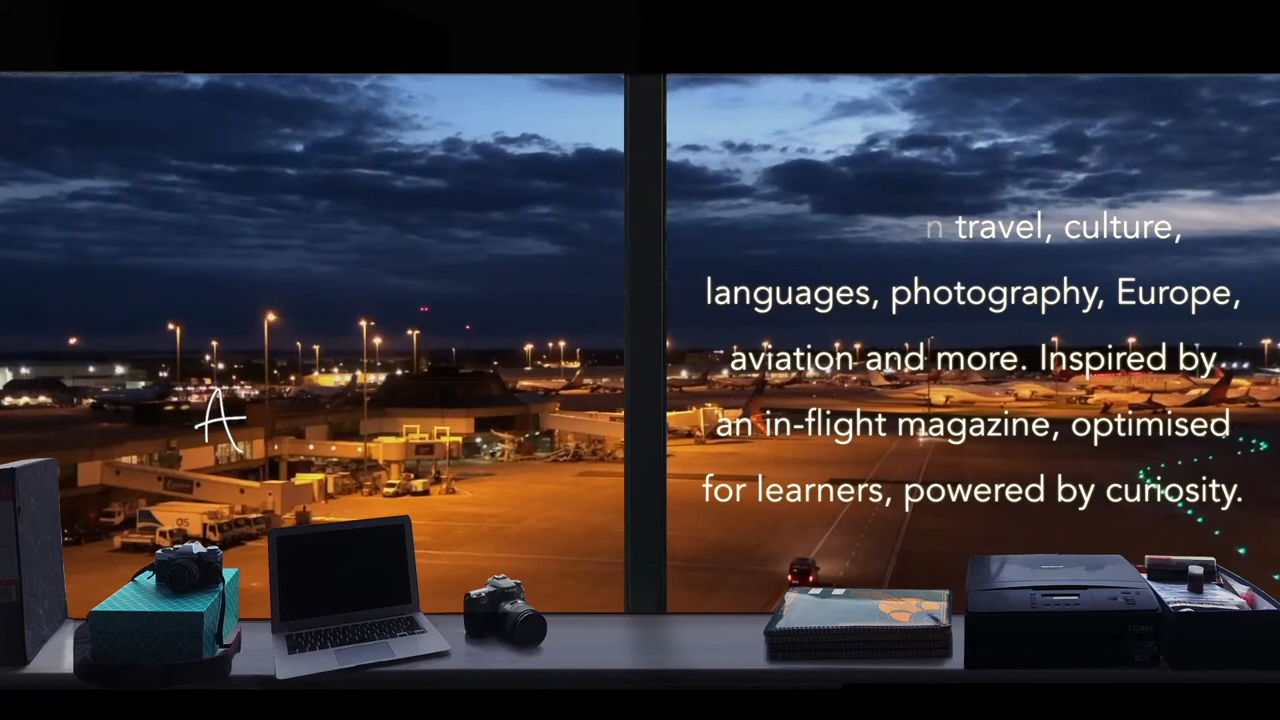 A
n travel, culture,
languages, photography, Europe,
aviation and more. Inspired by
an in-flight magazine, optimised
for learners, powered by curiosity.